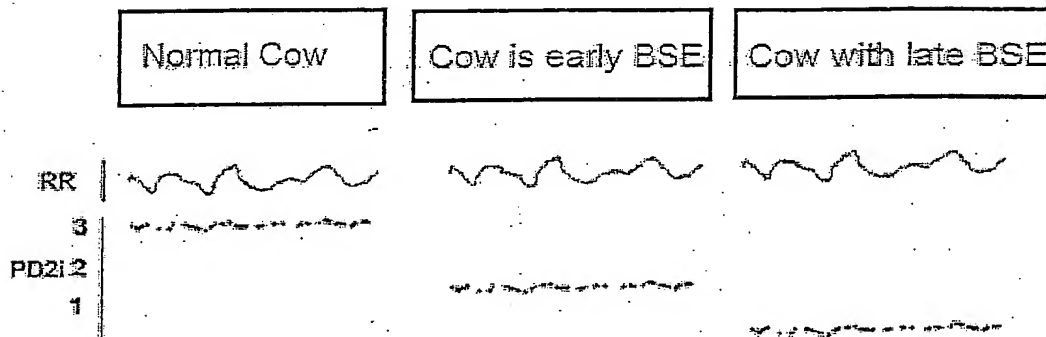 Normal Cow
Cow is early BSE
Cow with late BSE
RR
3
PD2i 2
1